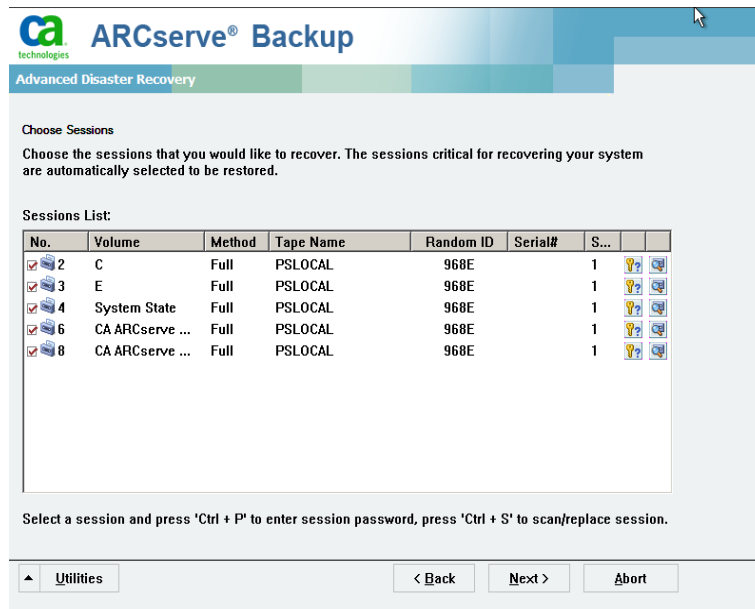 ca
technologies
ARCserve® Backup
Advanced Disaster Recovery
Choose Sessions
Choose the sessions that you would like to recover. The sessions critical for recovering your system
are automatically selected to be restored.
Sessions List:
No. Volume Method Tape Name Random ID Serial# S...
2 C Full PSLOCAL 968E 1
3 E Full PSLOCAL 968E 1
4 System State Full PSLOCAL 968E 1
6 CA ARCserve ... Full PSLOCAL 968E 1
8 CA ARCserve ... Full PSLOCAL 968E 1
Select a session and press 'Ctrl + P' to enter session password, press 'Ctrl + S' to scan/replace session.
Utilities < Back Next > Abort